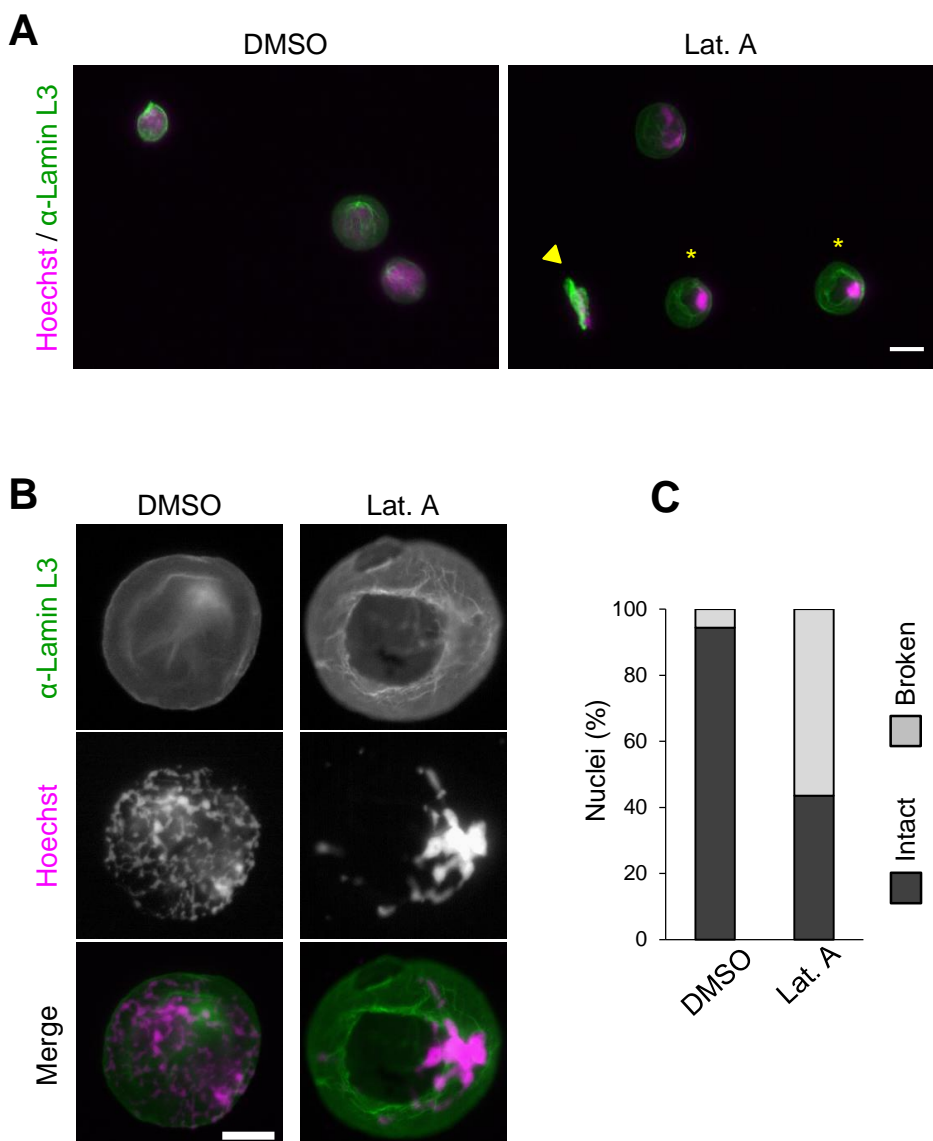 A
DMSO
Lat. A
Hoechst / α-Lamin L3
*
*
B
DMSO
Lat. A
α-Lamin L3
Hoechst
Merge
C
Nuclei (%)
100
80
60
40
20
0
DMSO
Lat. A
Broken
Intact